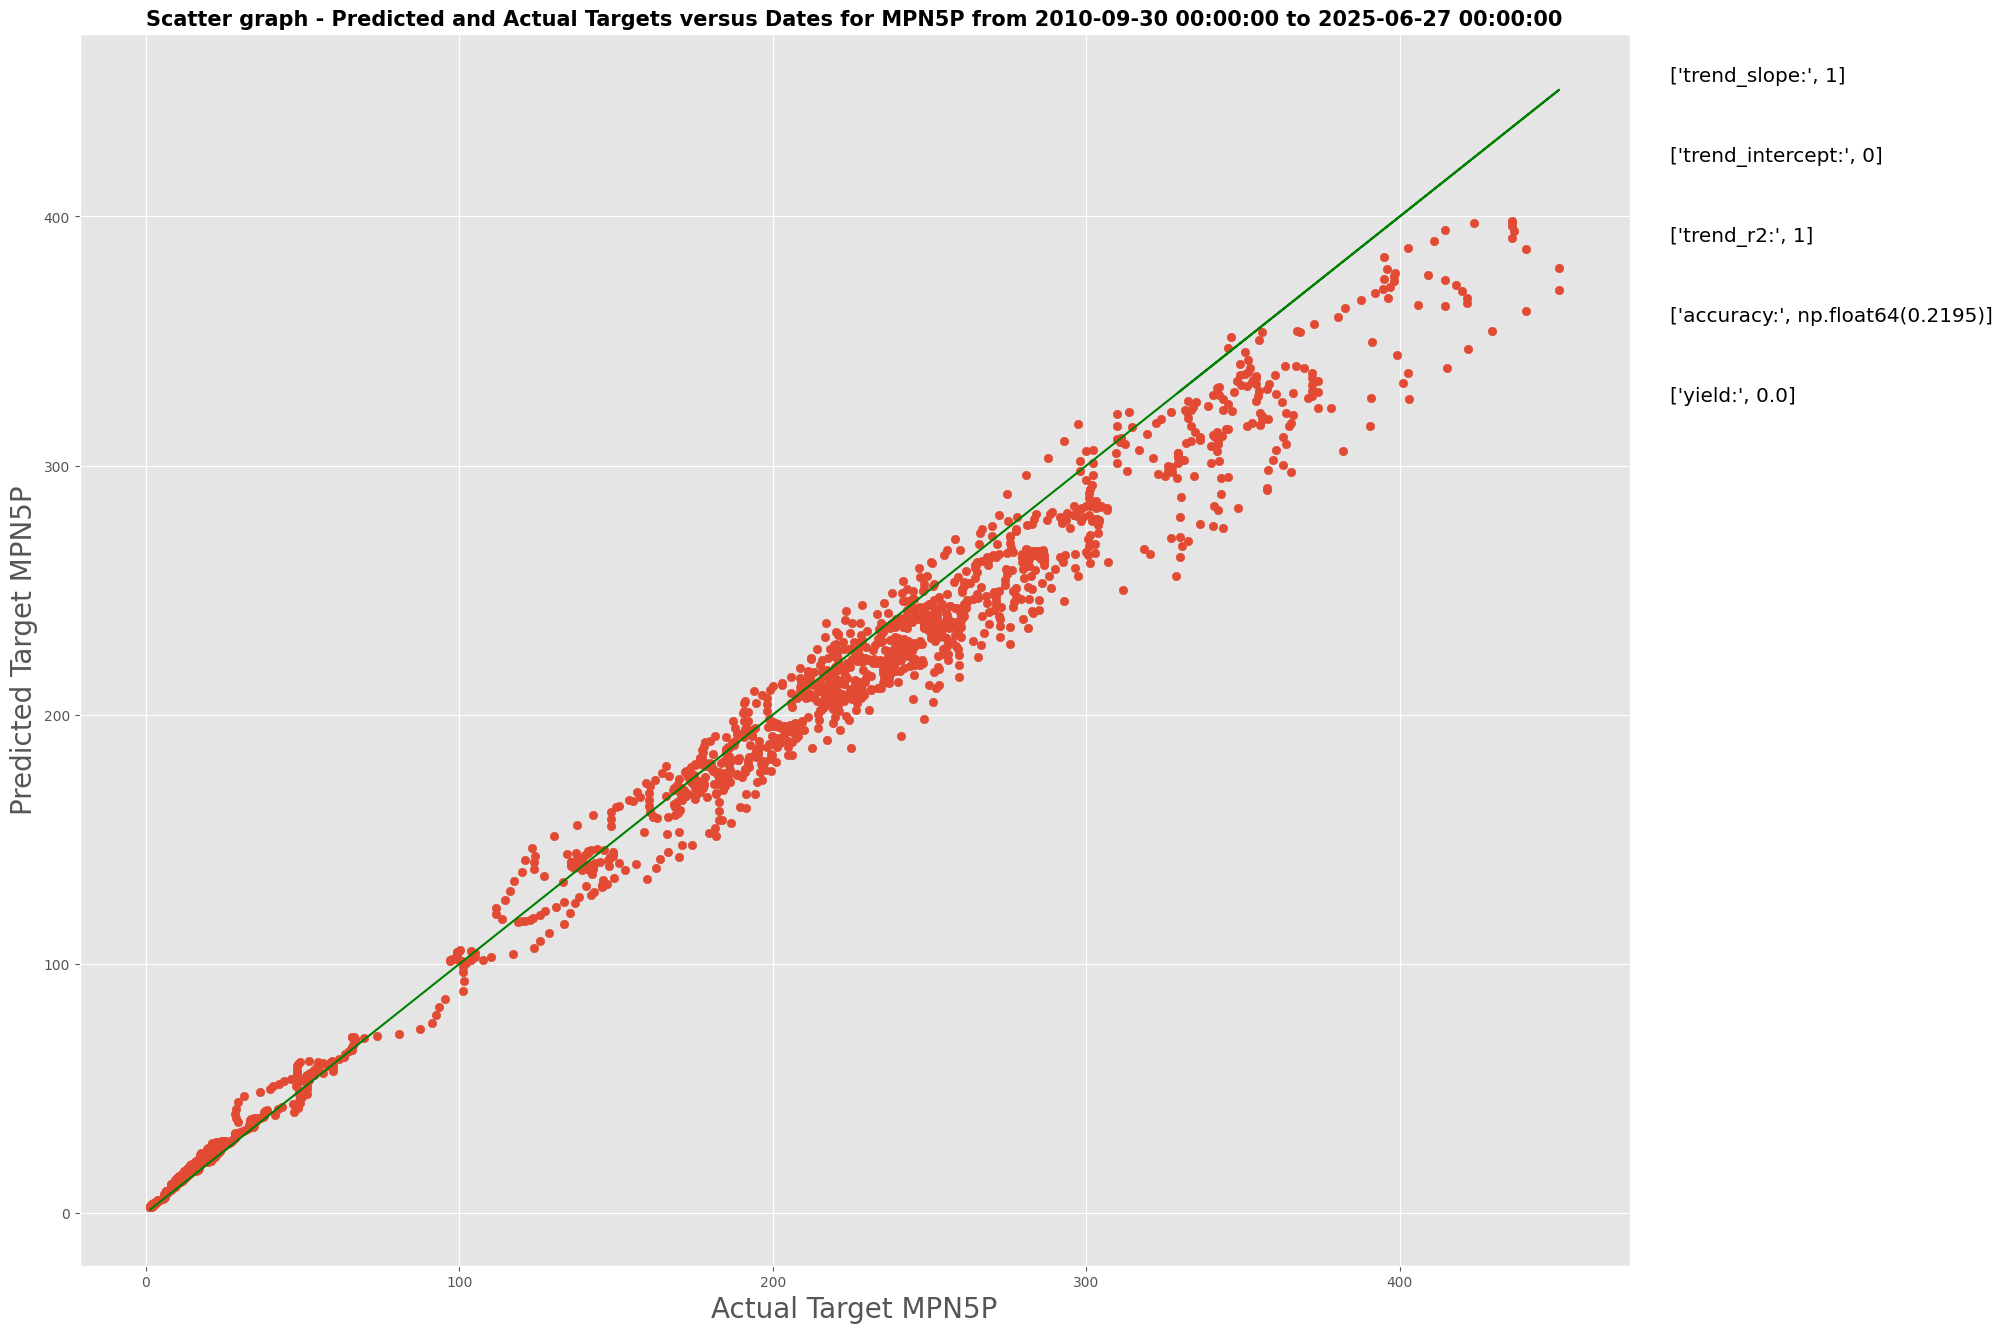 Scatter graph - Predicted and Actual Targets versus Dates for MPN5P from 2010-09-30 00:00:00 to 2025-06-27 00:00:00
['trend_slope:', 1]
['trend_intercept:', 0]
['trend_r2:', 1]
['accuracy:', np.float64(0.2195)]
['yield:', 0.0]
Predicted Target MPN5P
400
300
200
100
0
0 100 200 300 400
Actual Target MPN5P